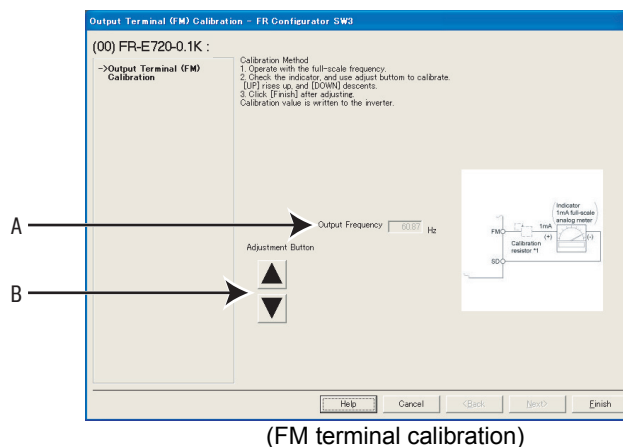 Output Terminal (FM) Calibration - FR Configurator SW3
(00) FR-E720-0.1K :
->Output Terminal (FM)
Calibration
Calibration Method
1. Operate with the full-scale frequency.
2. Check the indicator, and use adjust buttom to calibrate.
[UP] rises up, and [DOWN] descents.
3. Click [Finish] after adjusting.
Calibration value is written to the inverter.
A
Output Frequency 60.87 Hz
Adjustment Button
B
Indicator
1mA full-scale
analog meter
FM
1mA
(+)
(-)
Calibration
resistor *1
SD
Help
Cancel
<Back
Next>
Finish
(FM terminal calibration)